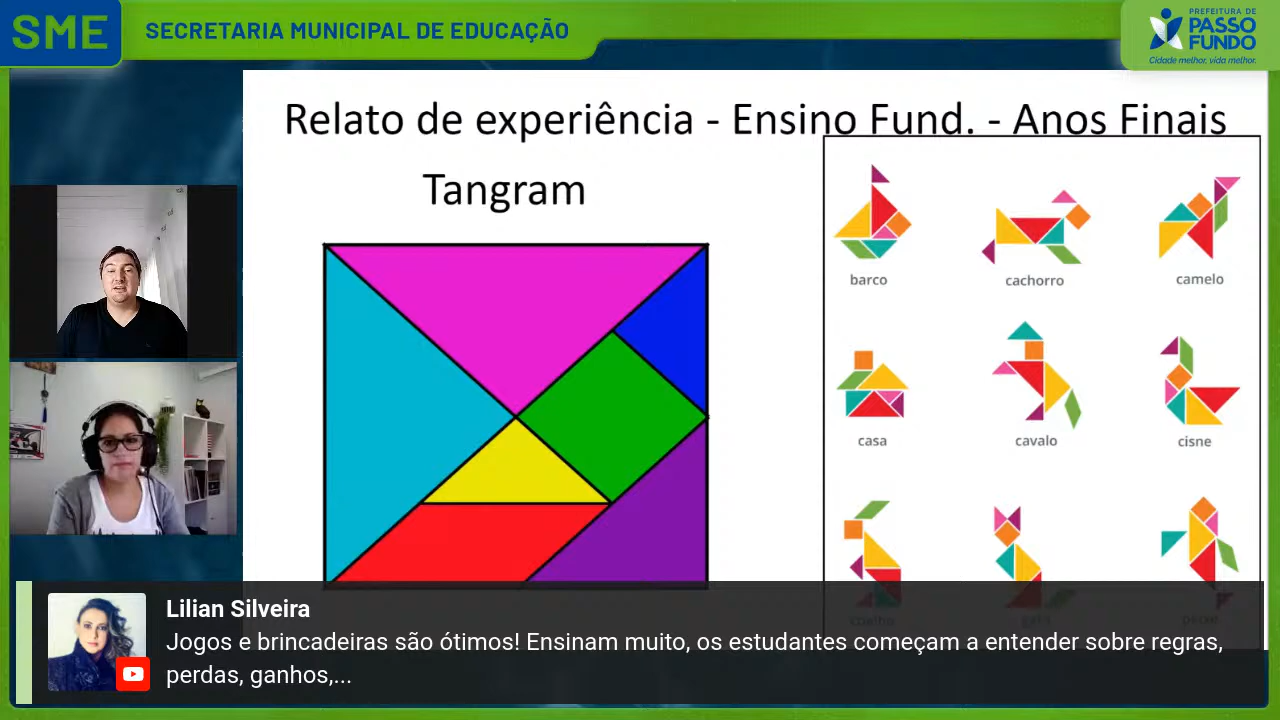 SME
SECRETARIA MUNICIPAL DE EDUCAÇÃO
PREFEITURA DE
PASSO
FUNDO
Cidade melhor, vida melhor.
Relato de experiência - Ensino Fund. - Anos Finais
Tangram
barco
cachorro
camelo
casa
cavalo
cisne
coelho
Lilian Silveira
Jogos e brincadeiras são ótimos! Ensinam muito, os estudantes começam a entender sobre regras,
perdas, ganhos,...